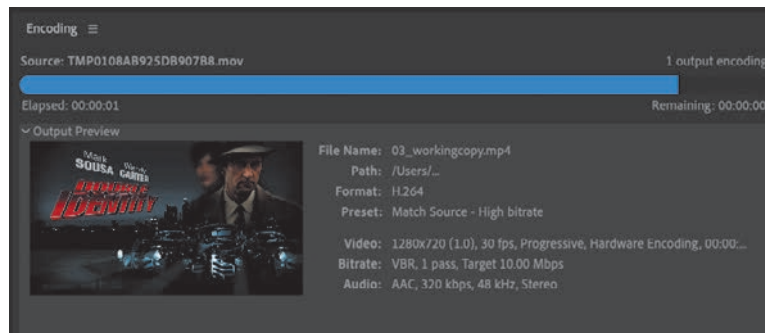 Encoding
Source: TMP0108AB925DB907B8.mov
1 output encoding
Elapsed: 00:00:01
Remaining: 00:00:00
Output Preview
Mark SOUSA
Wendy CARTER
DOUBLE
IDENTITY
File Name: 03_workingcopy.mp4
Path: /Users/...
Format: H.264
Preset: Match Source - High bitrate
Video: 1280x720 (1.0), 30 fps, Progressive, Hardware Encoding, 00:00:...
Bitrate: VBR, 1 pass, Target 10.00 Mbps
Audio: AAC, 320 kbps, 48 kHz, Stereo